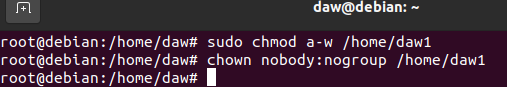 daw@debian: ~
root@debian:/home/daw# sudo chmod a-w /home/daw1
root@debian:/home/daw# chown nobody:nogroup /home/daw1
root@debian:/home/daw#